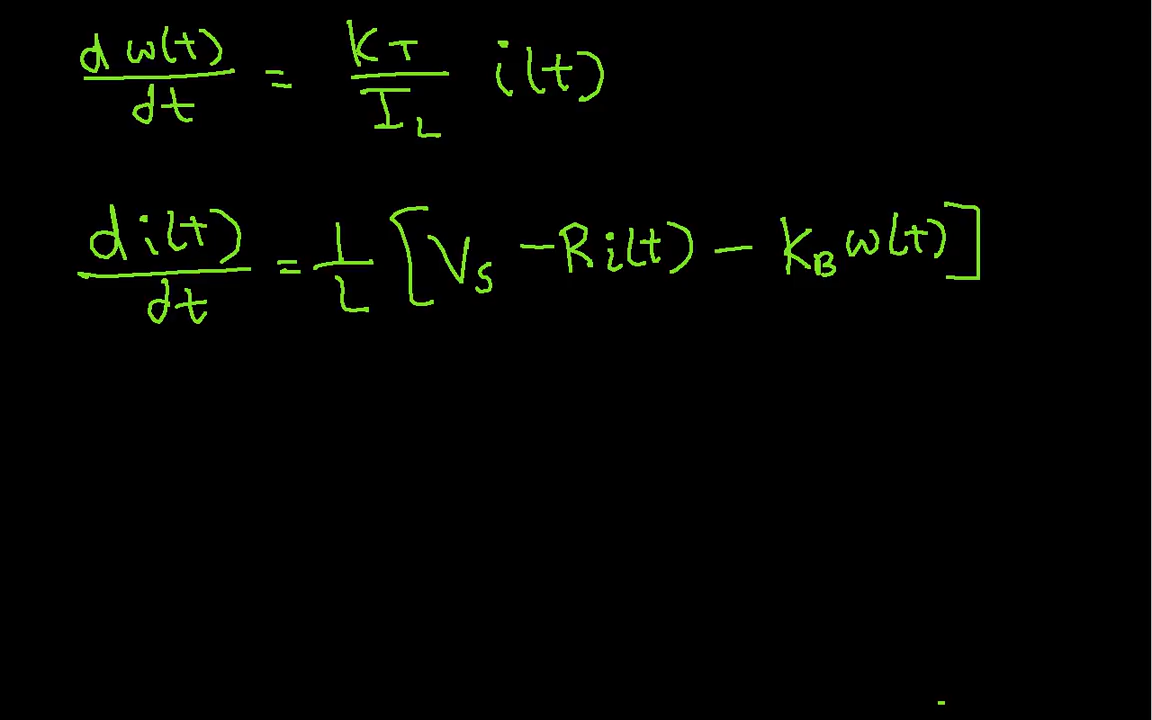 dω(t)/dt = K_T/I_L i(t)
di(t)/dt = 1/L [V_S - Ri(t) - K_B ω(t)]